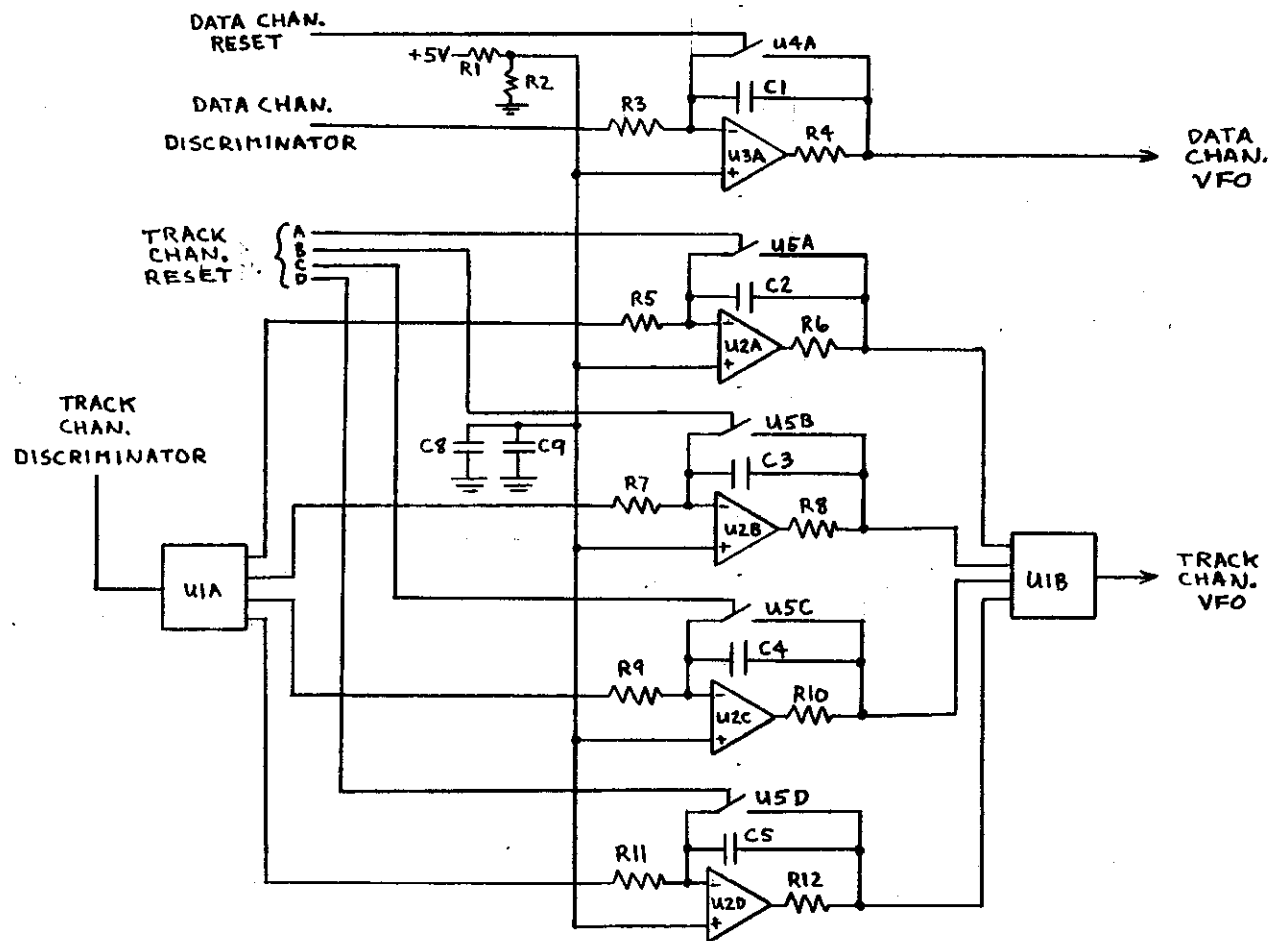 DATA CHAN.
RESET
+5V
R1
R2
U4A
C1
DATA CHAN.
DISCRIMINATOR
R3
-
+
U3A
R4
DATA
CHAN.
VFO
TRACK
CHAN.
RESET
A
B
C
D
U5A
C2
R5
-
+
U2A
R6
TRACK
CHAN.
DISCRIMINATOR
C8
C9
U5B
C3
R7
-
+
U2B
R8
U1A
U1B
TRACK
CHAN.
VFO
U5C
C4
R9
-
+
U2C
R10
U5D
C5
R11
-
+
U2D
R12